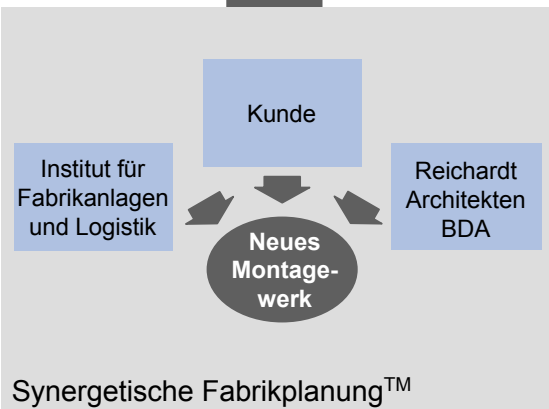 Kunde
Institut für
Fabrikanlagen
und Logistik
Reichardt
Architekten
BDA
Neues
Montage-
werk
Synergetische Fabrikplanung™